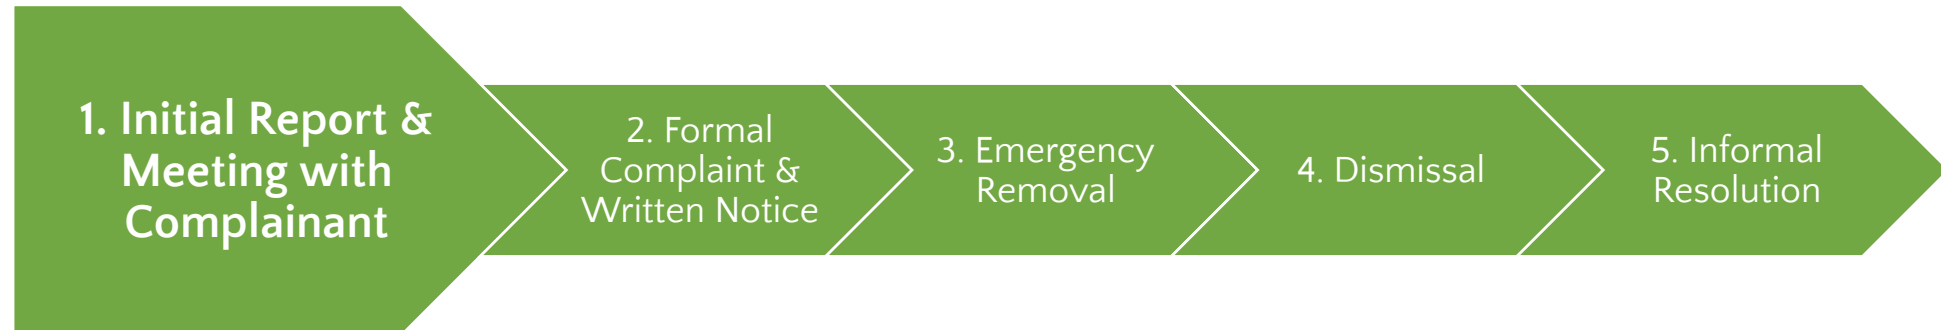 1. Initial Report &
Meeting with
Complainant
2. Formal
Complaint &
Written Notice
3. Emergency
Removal
4. Dismissal
5. Informal
Resolution